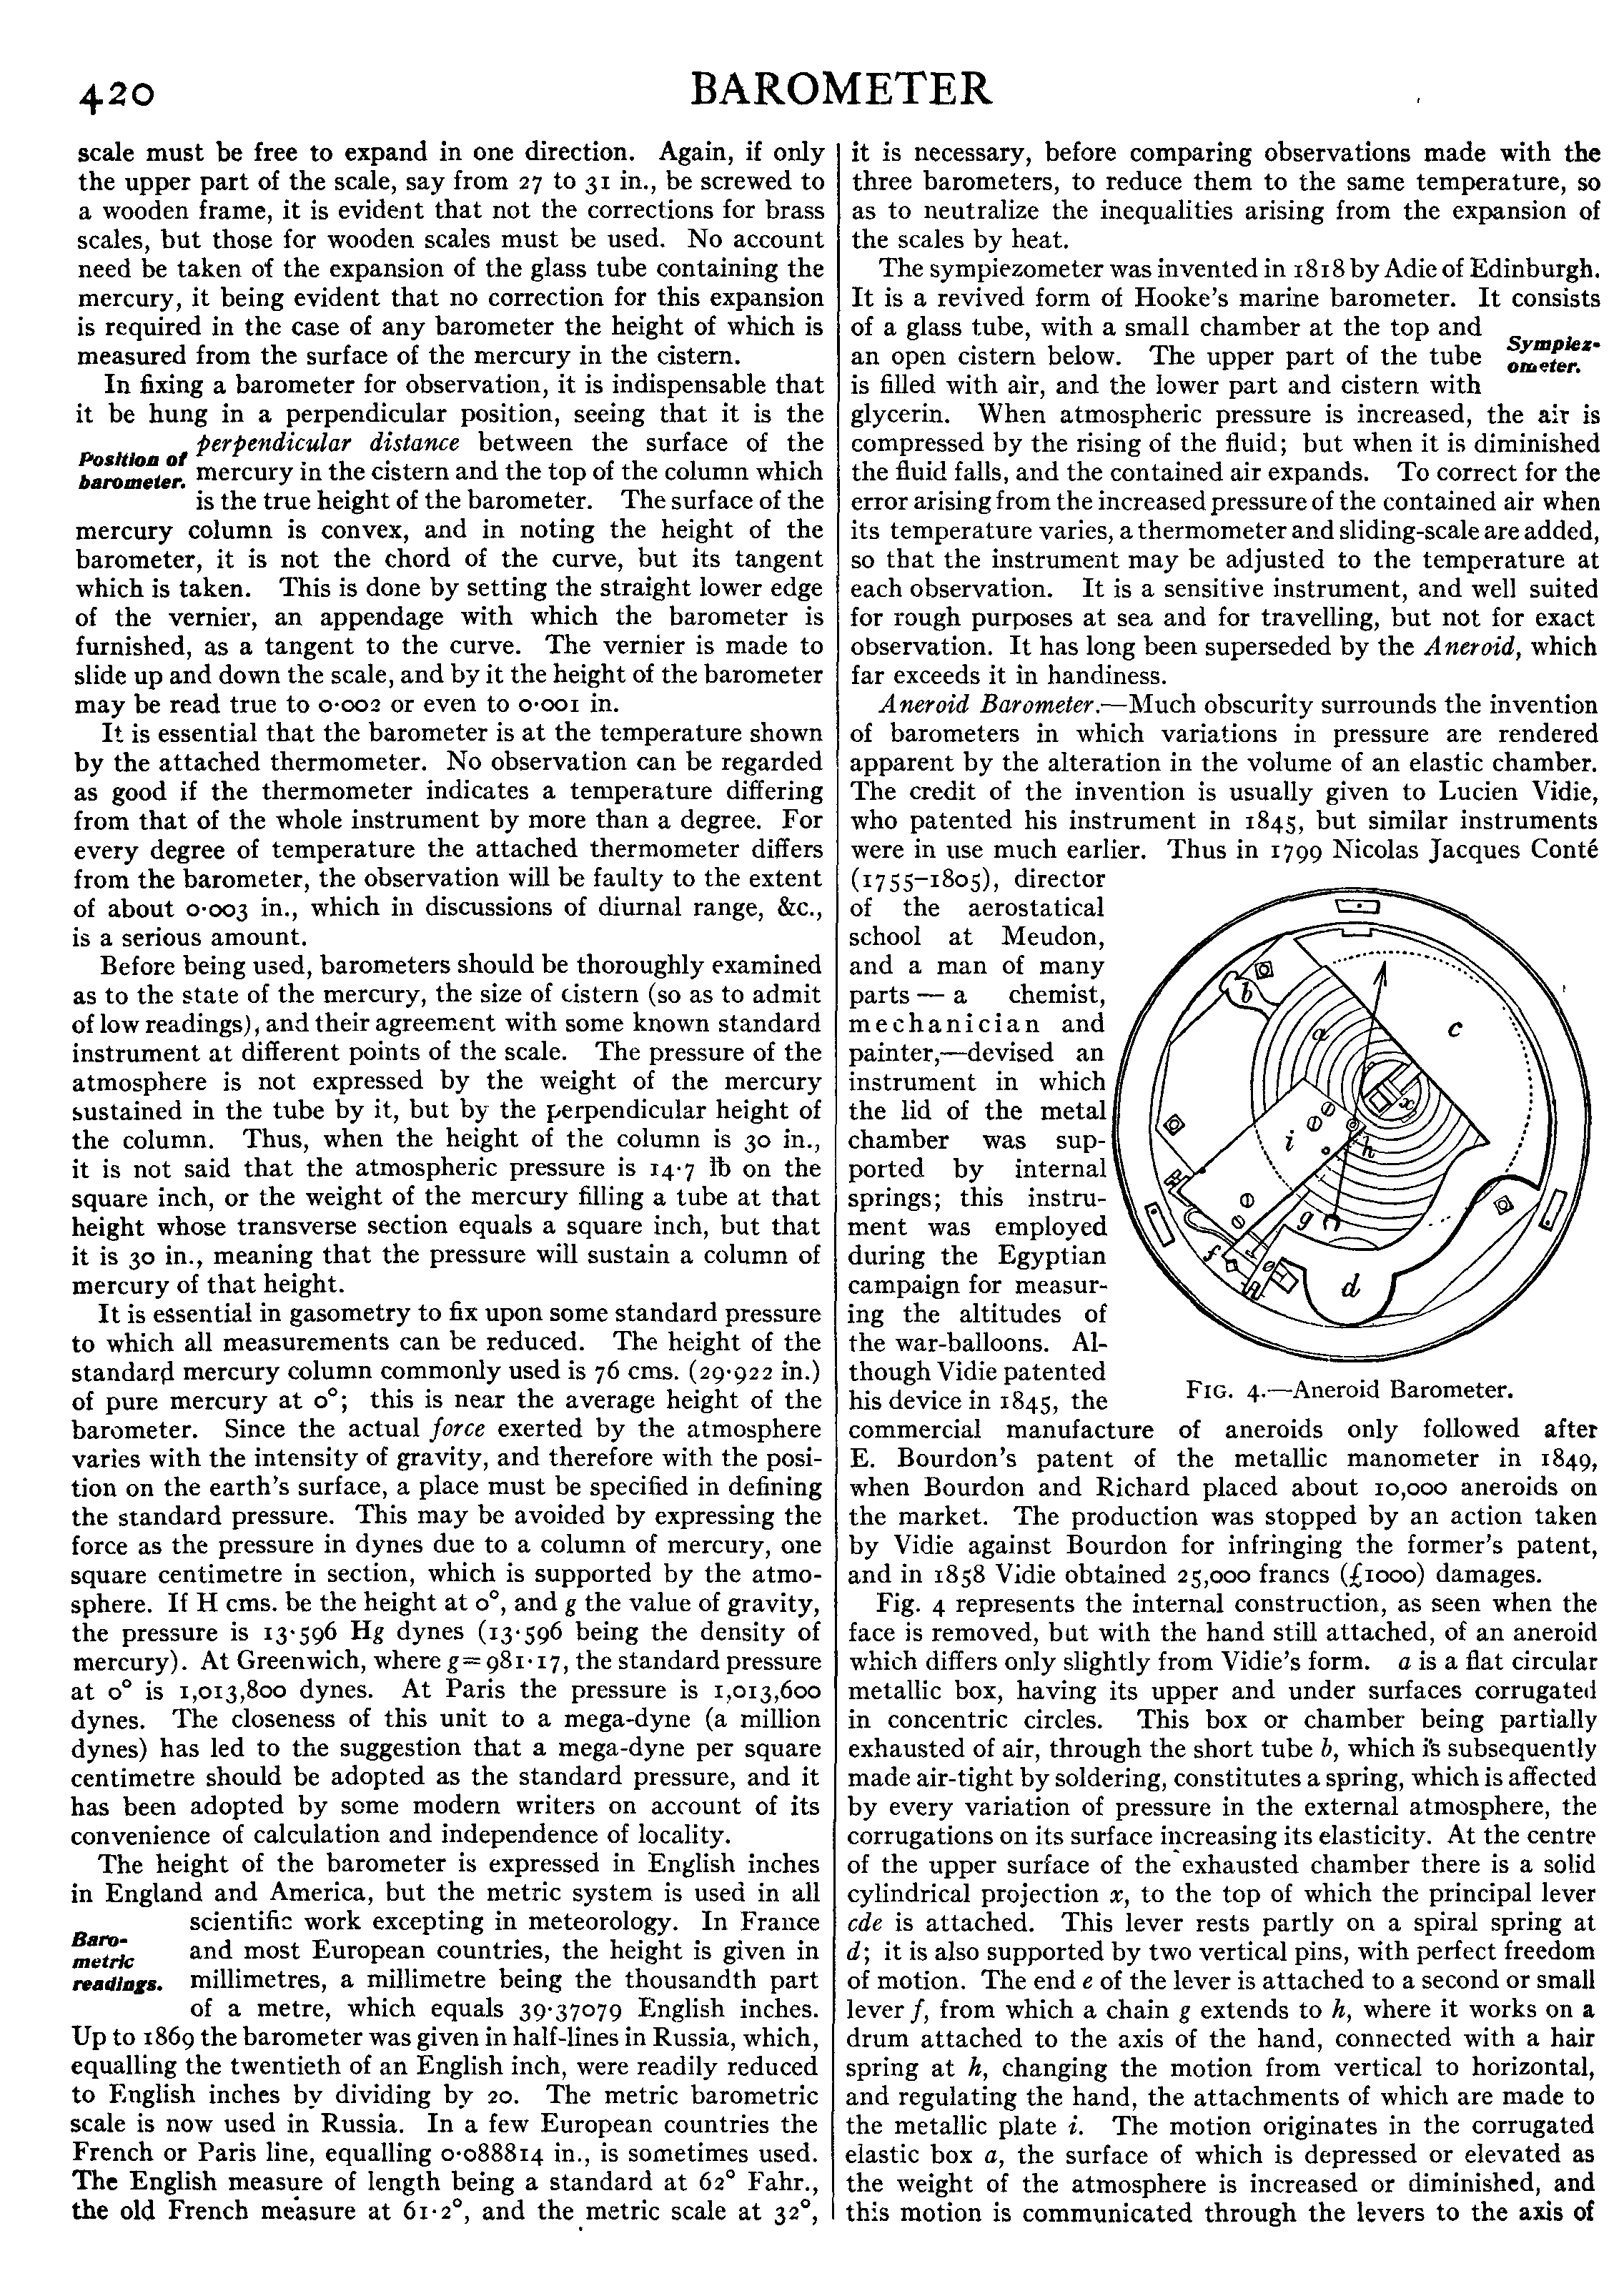 420
BAROMETER
scale must be free to expand in one direction. Again, if only
the upper part of the scale, say from 27 to 31 in., be screwed to
a wooden frame, it is evident that not the corrections for brass
scales, but those for wooden scales must be used. No account
need be taken of the expansion of the glass tube containing the
mercury, it being evident that no correction for this expansion
is required in the case of any barometer the height of which is
measured from the surface of the mercury in the cistern.
In fixing a barometer for observation, it is indispensable that
it be hung in a perpendicular position, seeing that it is the
Position of
barometer.
perpendicular distance between the surface of the
mercury in the cistern and the top of the column which
is the true height of the barometer. The surface of the
mercury column is convex, and in noting the height of the
barometer, it is not the chord of the curve, but its tangent
which is taken. This is done by setting the straight lower edge
of the vernier, an appendage with which the barometer is
furnished, as a tangent to the curve. The vernier is made to
slide up and down the scale, and by it the height of the barometer
may be read true to 0·002 or even to 0·001 in.
It is essential that the barometer is at the temperature shown
by the attached thermometer. No observation can be regarded
as good if the thermometer indicates a temperature differing
from that of the whole instrument by more than a degree. For
every degree of temperature the attached thermometer differs
from the barometer, the observation will be faulty to the extent
of about 0·003 in., which in discussions of diurnal range, &c.,
is a serious amount.
Before being used, barometers should be thoroughly examined
as to the state of the mercury, the size of cistern (so as to admit
of low readings), and their agreement with some known standard
instrument at different points of the scale. The pressure of the
atmosphere is not expressed by the weight of the mercury
sustained in the tube by it, but by the perpendicular height of
the column. Thus, when the height of the column is 30 in.,
it is not said that the atmospheric pressure is 14·7 ℔ on the
square inch, or the weight of the mercury filling a tube at that
height whose transverse section equals a square inch, but that
it is 30 in., meaning that the pressure will sustain a column of
mercury of that height.
It is essential in gasometry to fix upon some standard pressure
to which all measurements can be reduced. The height of the
standard mercury column commonly used is 76 cms. (29·922 in.)
of pure mercury at 0°; this is near the average height of the
barometer. Since the actual force exerted by the atmosphere
varies with the intensity of gravity, and therefore with the posi-
tion on the earth's surface, a place must be specified in defining
the standard pressure. This may be avoided by expressing the
force as the pressure in dynes due to a column of mercury, one
square centimetre in section, which is supported by the atmo-
sphere. If H cms. be the height at 0°, and g the value of gravity,
the pressure is 13·596 Hg dynes (13·596 being the density of
mercury). At Greenwich, where g=981·17, the standard pressure
at 0° is 1,013,800 dynes. At Paris the pressure is 1,013,600
dynes. The closeness of this unit to a mega-dyne (a million
dynes) has led to the suggestion that a mega-dyne per square
centimetre should be adopted as the standard pressure, and it
has been adopted by some modern writers on account of its
convenience of calculation and independence of locality.
The height of the barometer is expressed in English inches
in England and America, but the metric system is used in all
Baro-
metric
readings.
scientific work excepting in meteorology. In France
and most European countries, the height is given in
millimetres, a millimetre being the thousandth part
of a metre, which equals 39·37079 English inches.
Up to 1869 the barometer was given in half-lines in Russia, which,
equalling the twentieth of an English inch, were readily reduced
to English inches by dividing by 20. The metric barometric
scale is now used in Russia. In a few European countries the
French or Paris line, equalling 0·088814 in., is sometimes used.
The English measure of length being a standard at 62° Fahr.,
the old French measure at 61·2°, and the metric scale at 32°,
it is necessary, before comparing observations made with the
three barometers, to reduce them to the same temperature, so
as to neutralize the inequalities arising from the expansion of
the scales by heat.
The sympiezometer was invented in 1818 by Adie of Edinburgh.
It is a revived form of Hooke's marine barometer. It consists
of a glass tube, with a small chamber at the top and
an open cistern below. The upper part of the tube
is filled with air, and the lower part and cistern with
Sympiez-
ometer.
glycerin. When atmospheric pressure is increased, the air is
compressed by the rising of the fluid; but when it is diminished
the fluid falls, and the contained air expands. To correct for the
error arising from the increased pressure of the contained air when
its temperature varies, a thermometer and sliding-scale are added,
so that the instrument may be adjusted to the temperature at
each observation. It is a sensitive instrument, and well suited
for rough purposes at sea and for travelling, but not for exact
observation. It has long been superseded by the Aneroid, which
far exceeds it in handiness.
Aneroid Barometer.—Much obscurity surrounds the invention
of barometers in which variations in pressure are rendered
apparent by the alteration in the volume of an elastic chamber.
The credit of the invention is usually given to Lucien Vidie,
who patented his instrument in 1845, but similar instruments
were in use much earlier. Thus in 1799 Nicolas Jacques Conté
(1755–1805), director
of the aerostatical
school at Meudon,
and a man of many
parts — a chemist,
mechanician and
painter,—devised an
instrument in which
the lid of the metal
chamber was sup-
ported by internal
springs; this instru-
ment was employed
during the Egyptian
campaign for measur-
ing the altitudes of
the war-balloons. Al-
though Vidie patented
his device in 1845, the
b
a
c
x
i
h
g
f
e
d
FIG. 4.—Aneroid Barometer.
commercial manufacture of aneroids only followed after
E. Bourdon's patent of the metallic manometer in 1849,
when Bourdon and Richard placed about 10,000 aneroids on
the market. The production was stopped by an action taken
by Vidie against Bourdon for infringing the former's patent,
and in 1858 Vidie obtained 25,000 francs (£1000) damages.
Fig. 4 represents the internal construction, as seen when the
face is removed, but with the hand still attached, of an aneroid
which differs only slightly from Vidie's form. a is a flat circular
metallic box, having its upper and under surfaces corrugated
in concentric circles. This box or chamber being partially
exhausted of air, through the short tube b, which is subsequently
made air-tight by soldering, constitutes a spring, which is affected
by every variation of pressure in the external atmosphere, the
corrugations on its surface increasing its elasticity. At the centre
of the upper surface of the exhausted chamber there is a solid
cylindrical projection x, to the top of which the principal lever
cde is attached. This lever rests partly on a spiral spring at
d; it is also supported by two vertical pins, with perfect freedom
of motion. The end e of the lever is attached to a second or small
lever f, from which a chain g extends to h, where it works on a
drum attached to the axis of the hand, connected with a hair
spring at h, changing the motion from vertical to horizontal,
and regulating the hand, the attachments of which are made to
the metallic plate i. The motion originates in the corrugated
elastic box a, the surface of which is depressed or elevated as
the weight of the atmosphere is increased or diminished, and
this motion is communicated through the levers to the axis of